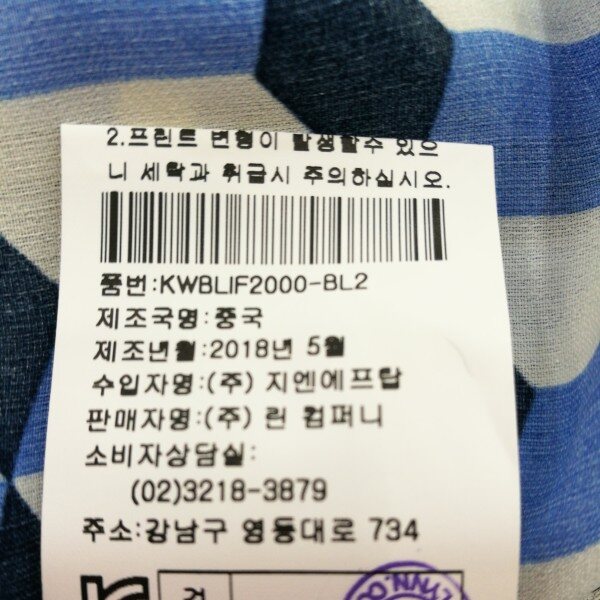 2.프린트 변형이 발생할수 있으
니 세탁과 취급시 주의하십시오.
품번:KWBLIF2000-BL2
제조국명:중국
제조년월:2018년 5월
수입자명:(주) 지엔에프탑
판매자명:(주) 린 컴퍼니
소비자상담실:
(02)3218-3879
주소:강남구 영동대로 734